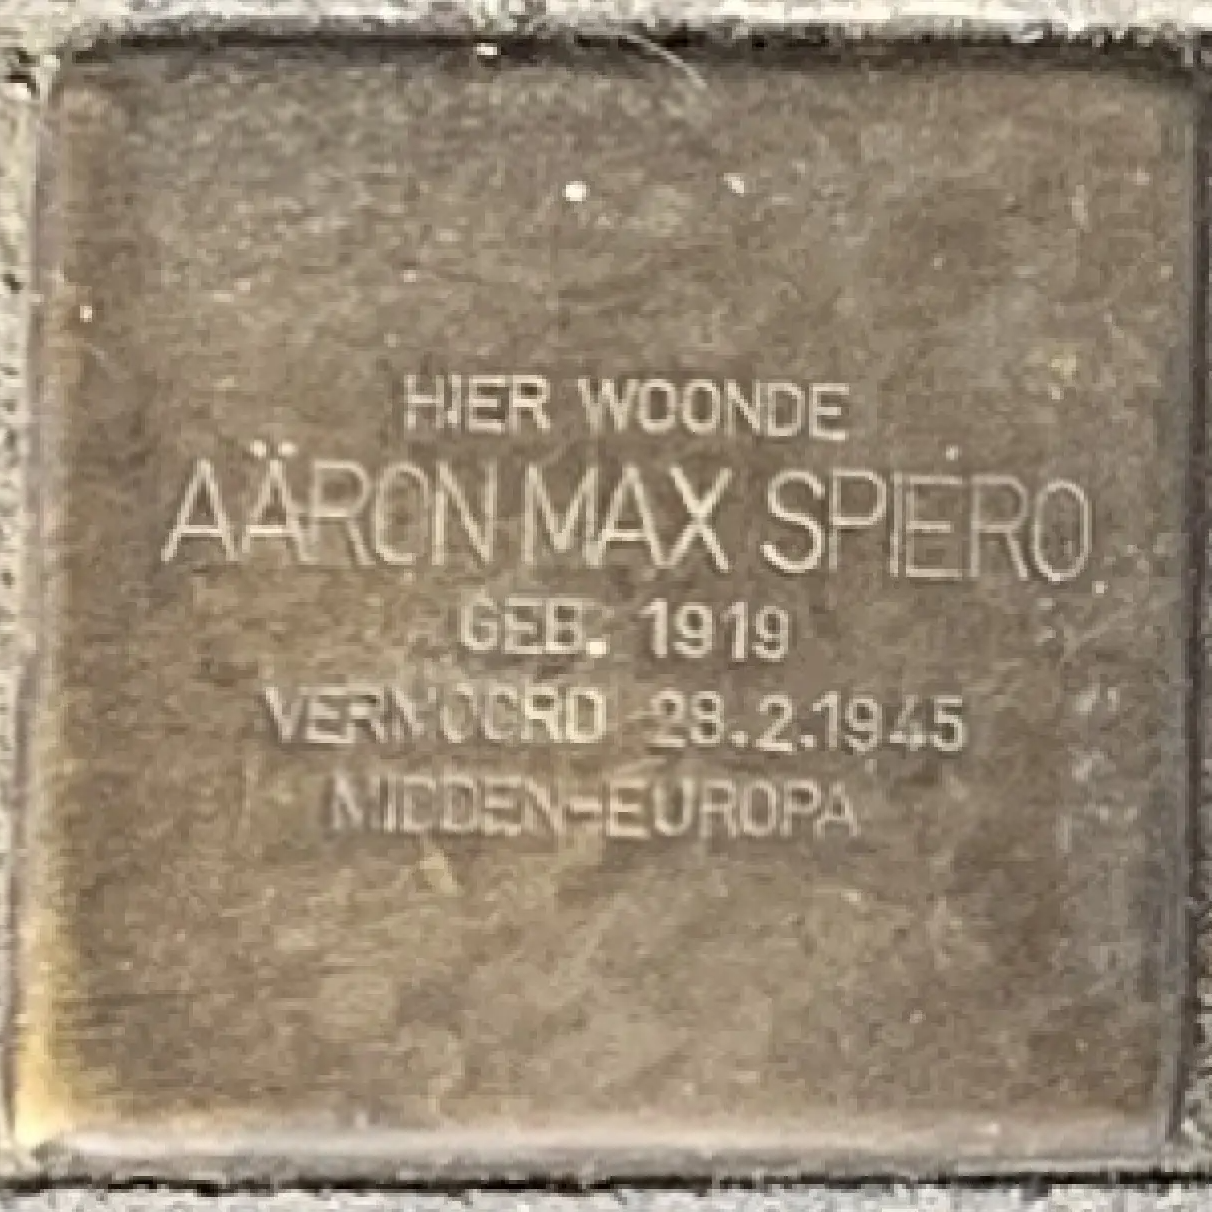 HIER WOONDE
AÄRON MAX SPIERO
GEB. 1919
VERMOORD 28.2.1945
MIDDEN-EUROPA